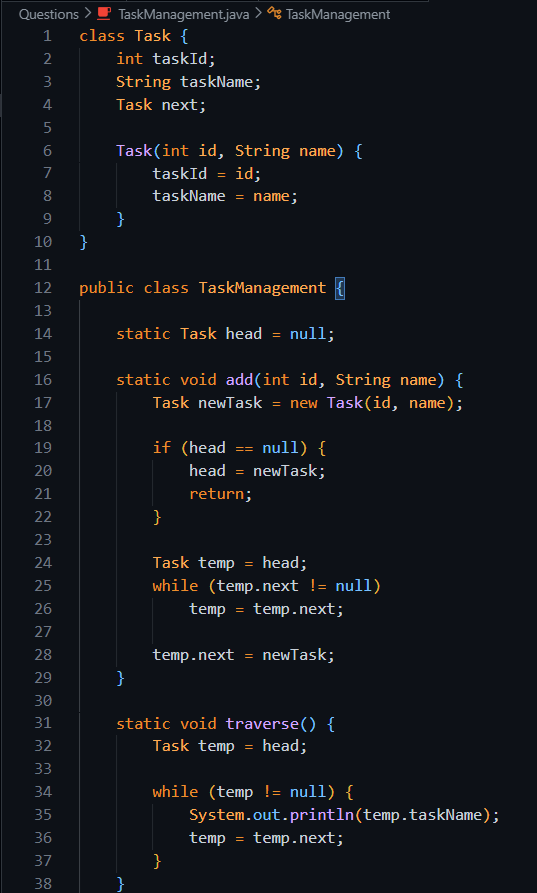 Questions > TaskManagement.java > TaskManagement
1 class Task {
2     int taskId;
3     String taskName;
4     Task next;
5
6     Task(int id, String name) {
7         taskId = id;
8         taskName = name;
9     }
10 }
11
12 public class TaskManagement {
13
14     static Task head = null;
15
16     static void add(int id, String name) {
17         Task newTask = new Task(id, name);
18
19         if (head == null) {
20             head = newTask;
21             return;
22         }
23
24         Task temp = head;
25         while (temp.next != null)
26             temp = temp.next;
27
28         temp.next = newTask;
29     }
30
31     static void traverse() {
32         Task temp = head;
33
34         while (temp != null) {
35             System.out.println(temp.taskName);
36             temp = temp.next;
37         }
38     }